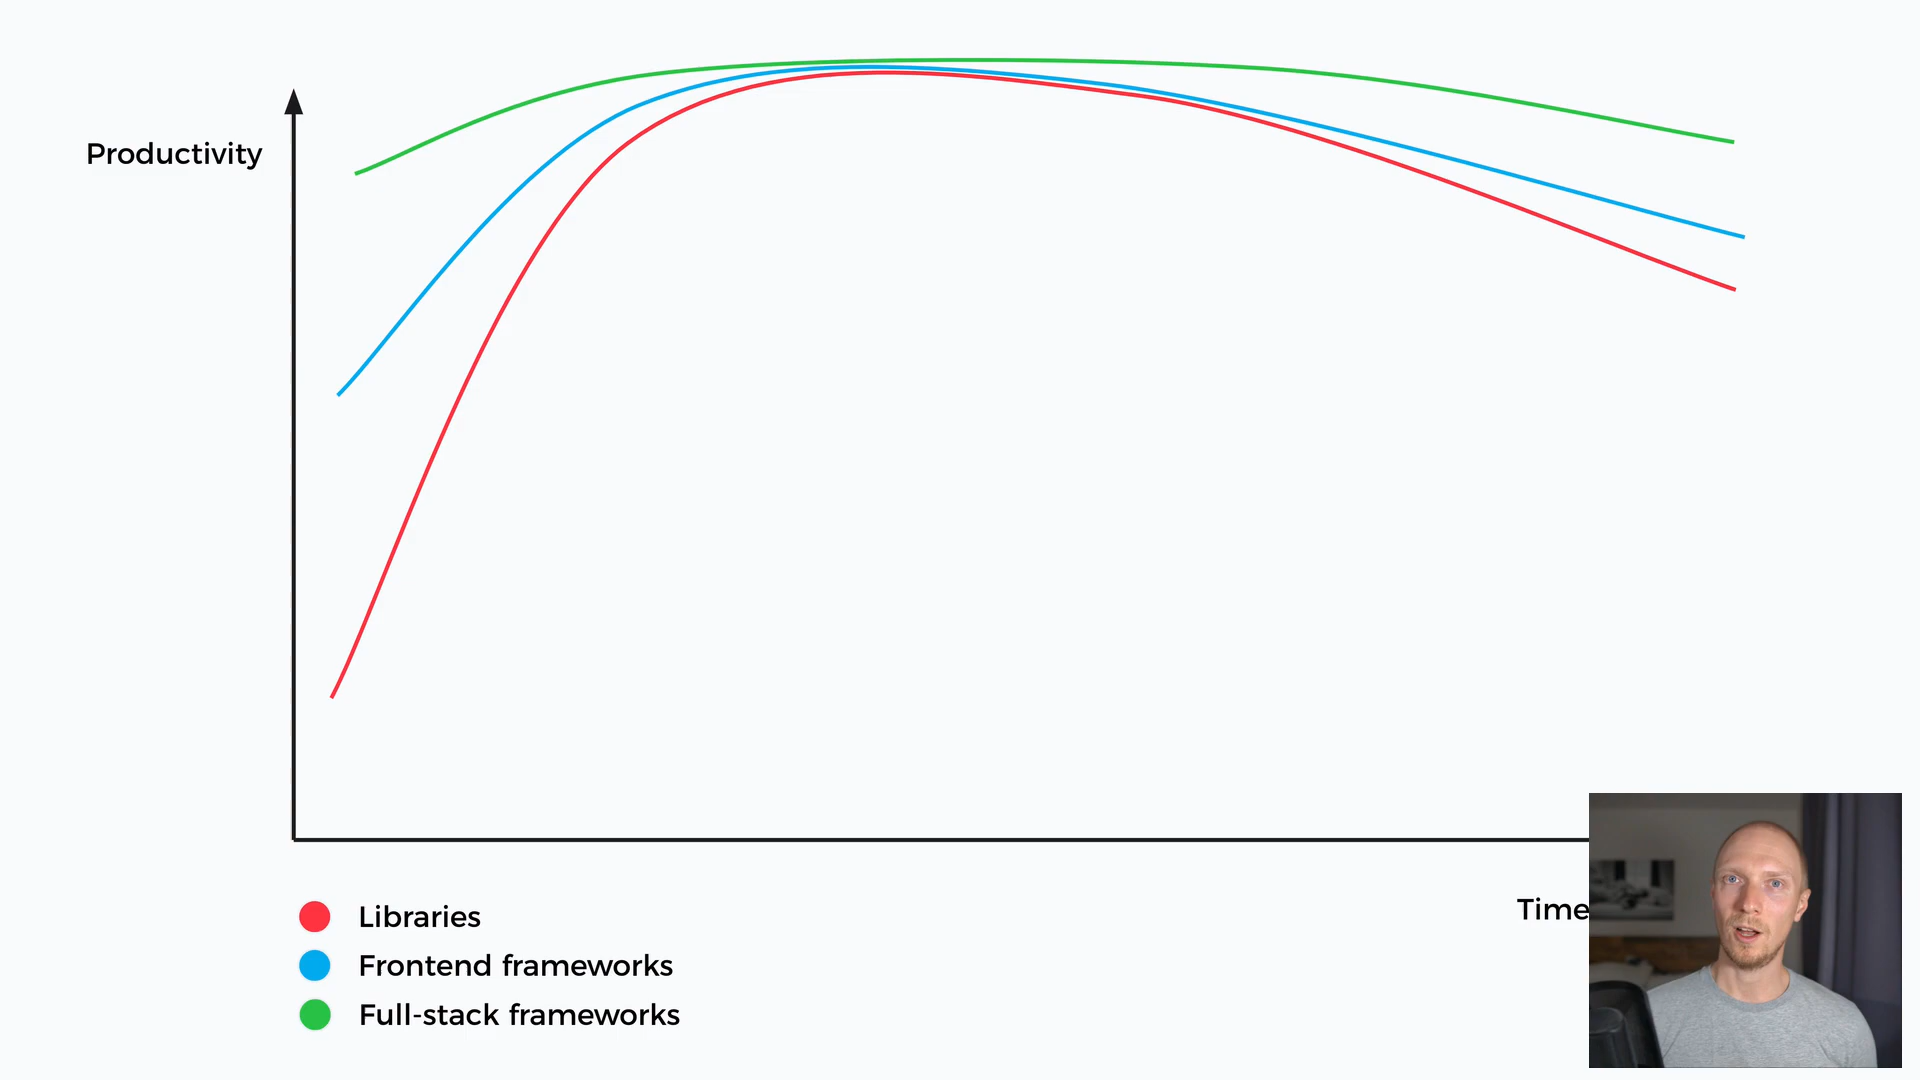 Productivity
Time
Libraries
Frontend frameworks
Full-stack frameworks